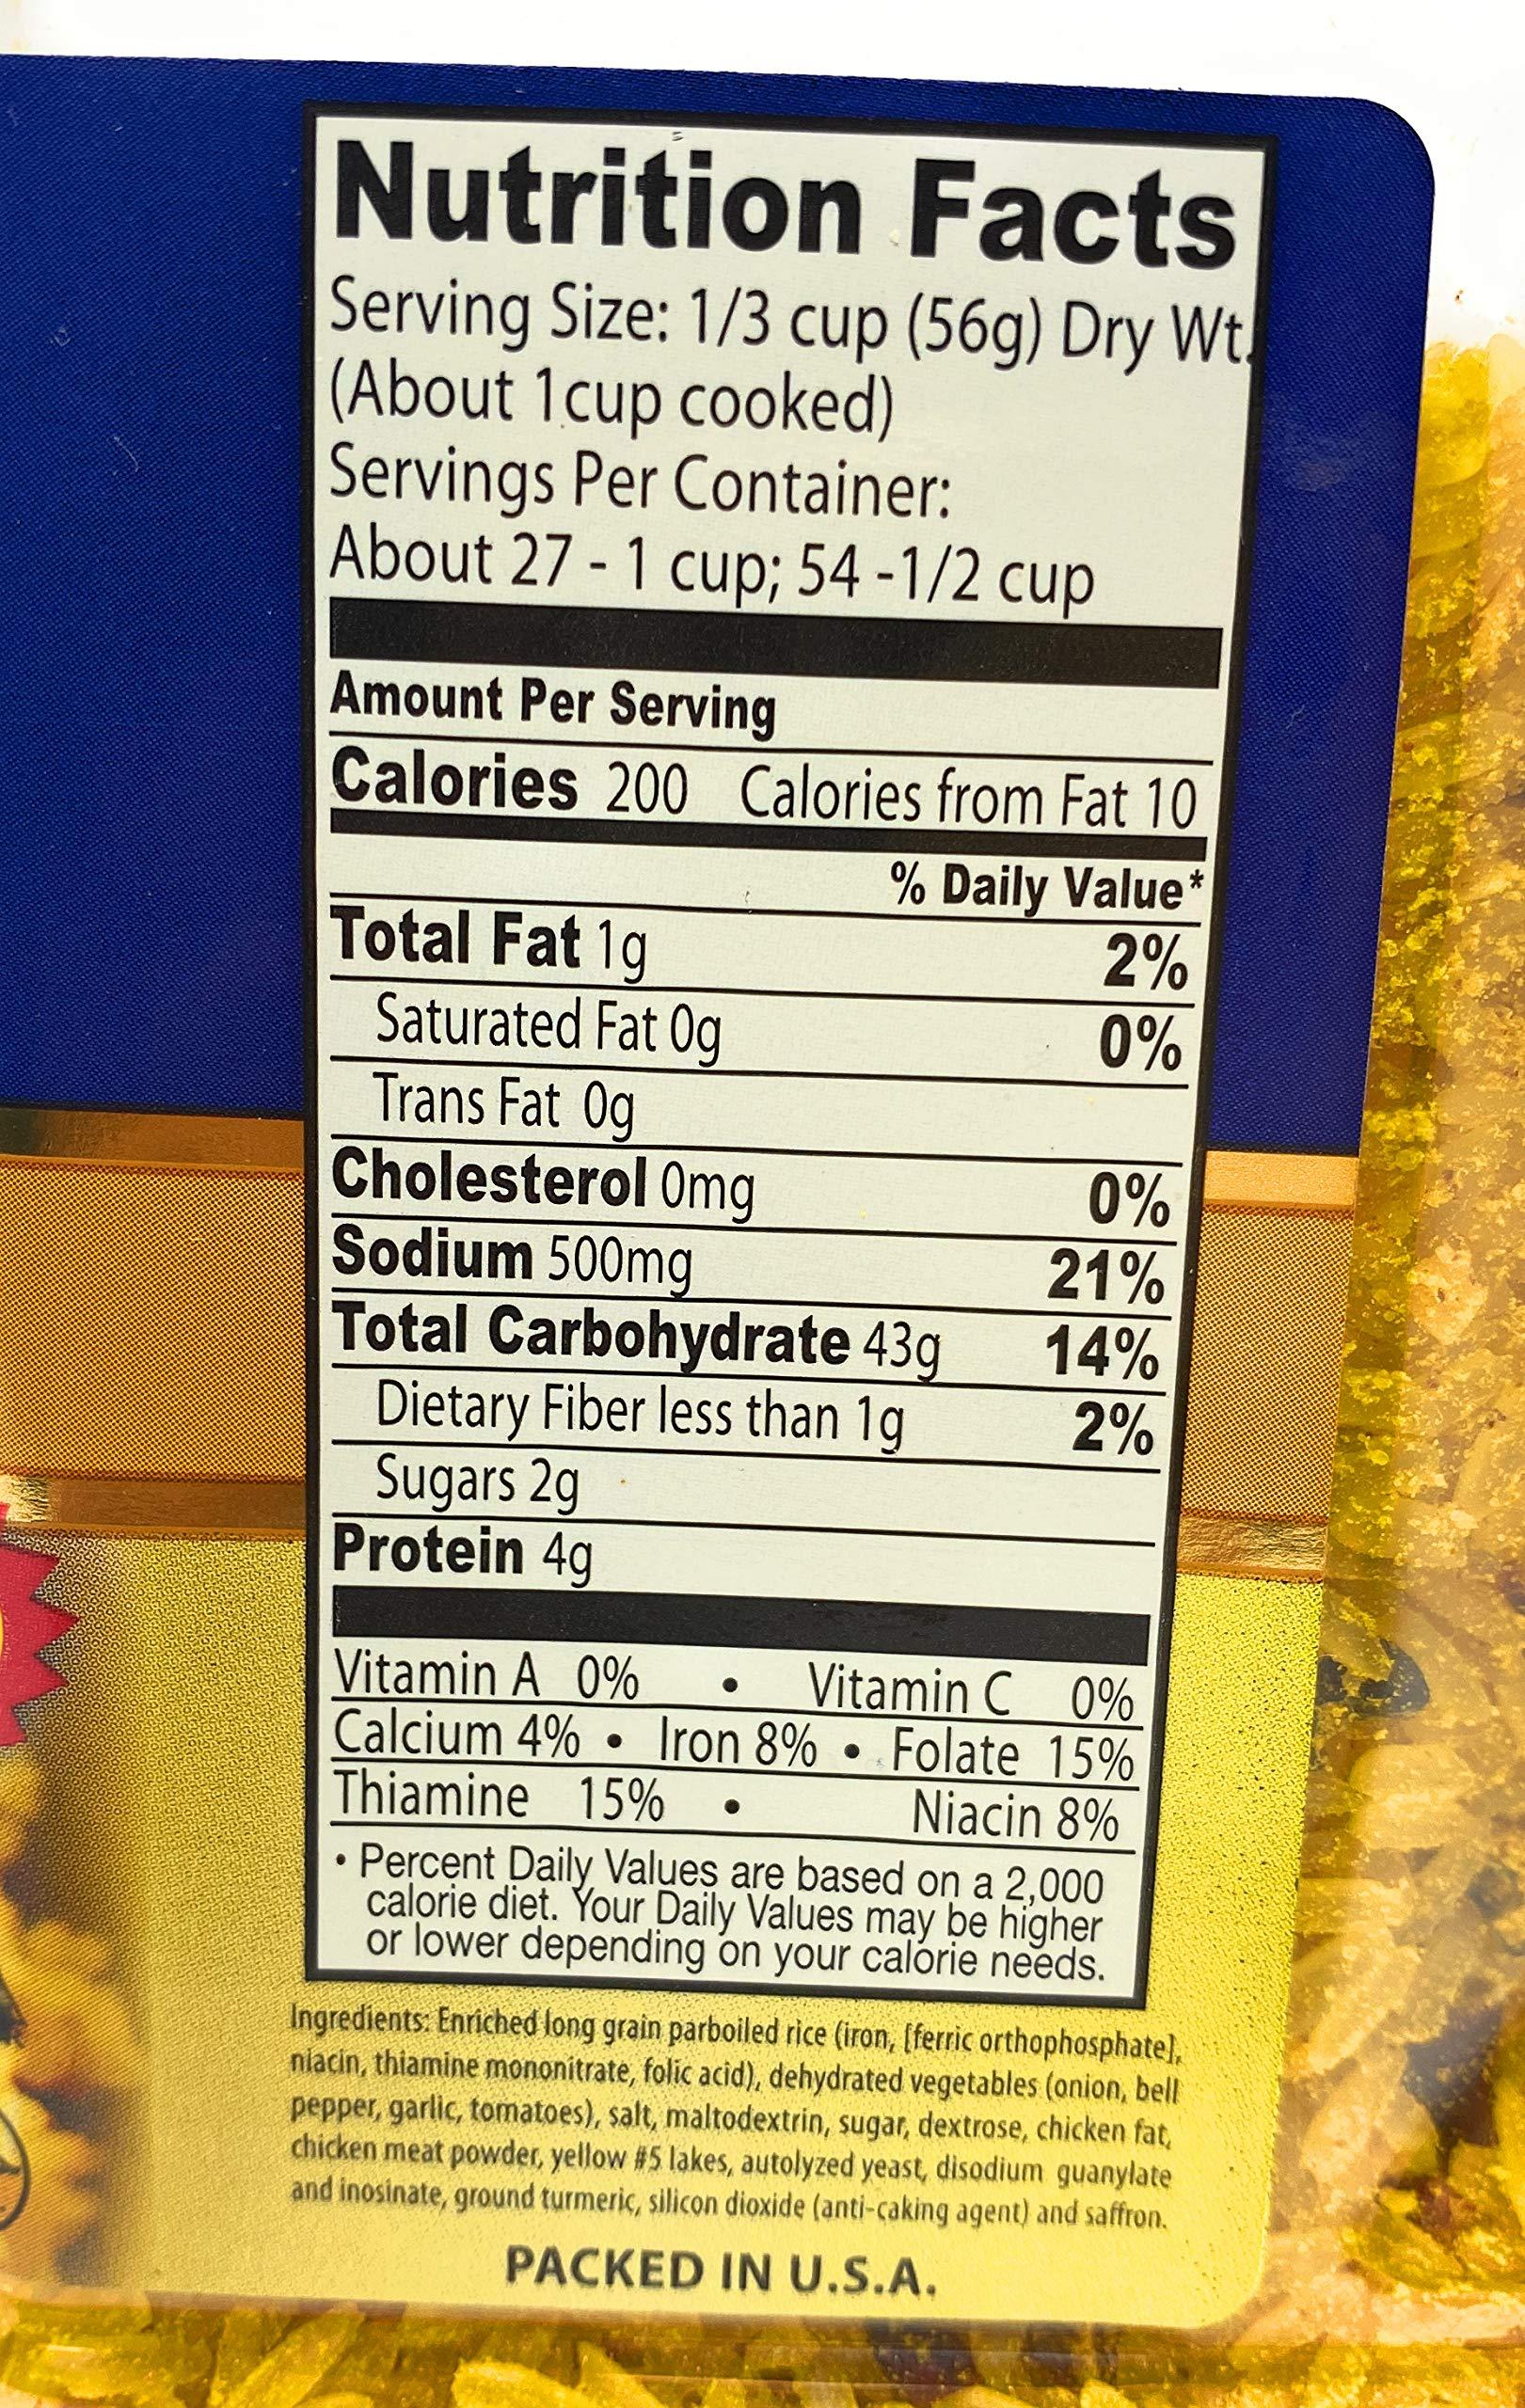 Nutrition Facts
Serving Size: 1/3 cup (56g) Dry Wt.
(About 1cup cooked)
Servings Per Container:
About 27 - 1 cup; 54 -1/2 cup
Amount Per Serving
Calories 200 Calories from Fat 10
% Daily Value*
Total Fat 1g 2%
Saturated Fat 0g 0%
Trans Fat 0g
Cholesterol 0mg 0%
Sodium 500mg 21%
Total Carbohydrate 43g 14%
Dietary Fiber less than 1g 2%
Sugars 2g
Protein 4g
Vitamin A 0% • Vitamin C 0%
Calcium 4% • Iron 8% • Folate 15%
Thiamine 15% • Niacin 8%
• Percent Daily Values are based on a 2,000
calorie diet. Your Daily Values may be higher
or lower depending on your calorie needs.
Ingredients: Enriched long grain parboiled rice (iron, [ferric orthophosphate],
niacin, thiamine mononitrate, folic acid), dehydrated vegetables (onion, bell
pepper, garlic, tomatoes), salt, maltodextrin, sugar, dextrose, chicken fat,
chicken meat powder, yellow #5 lakes, autolyzed yeast, disodium guanylate
and inosinate, ground turmeric, silicon dioxide (anti-caking agent) and saffron.
PACKED IN U.S.A.